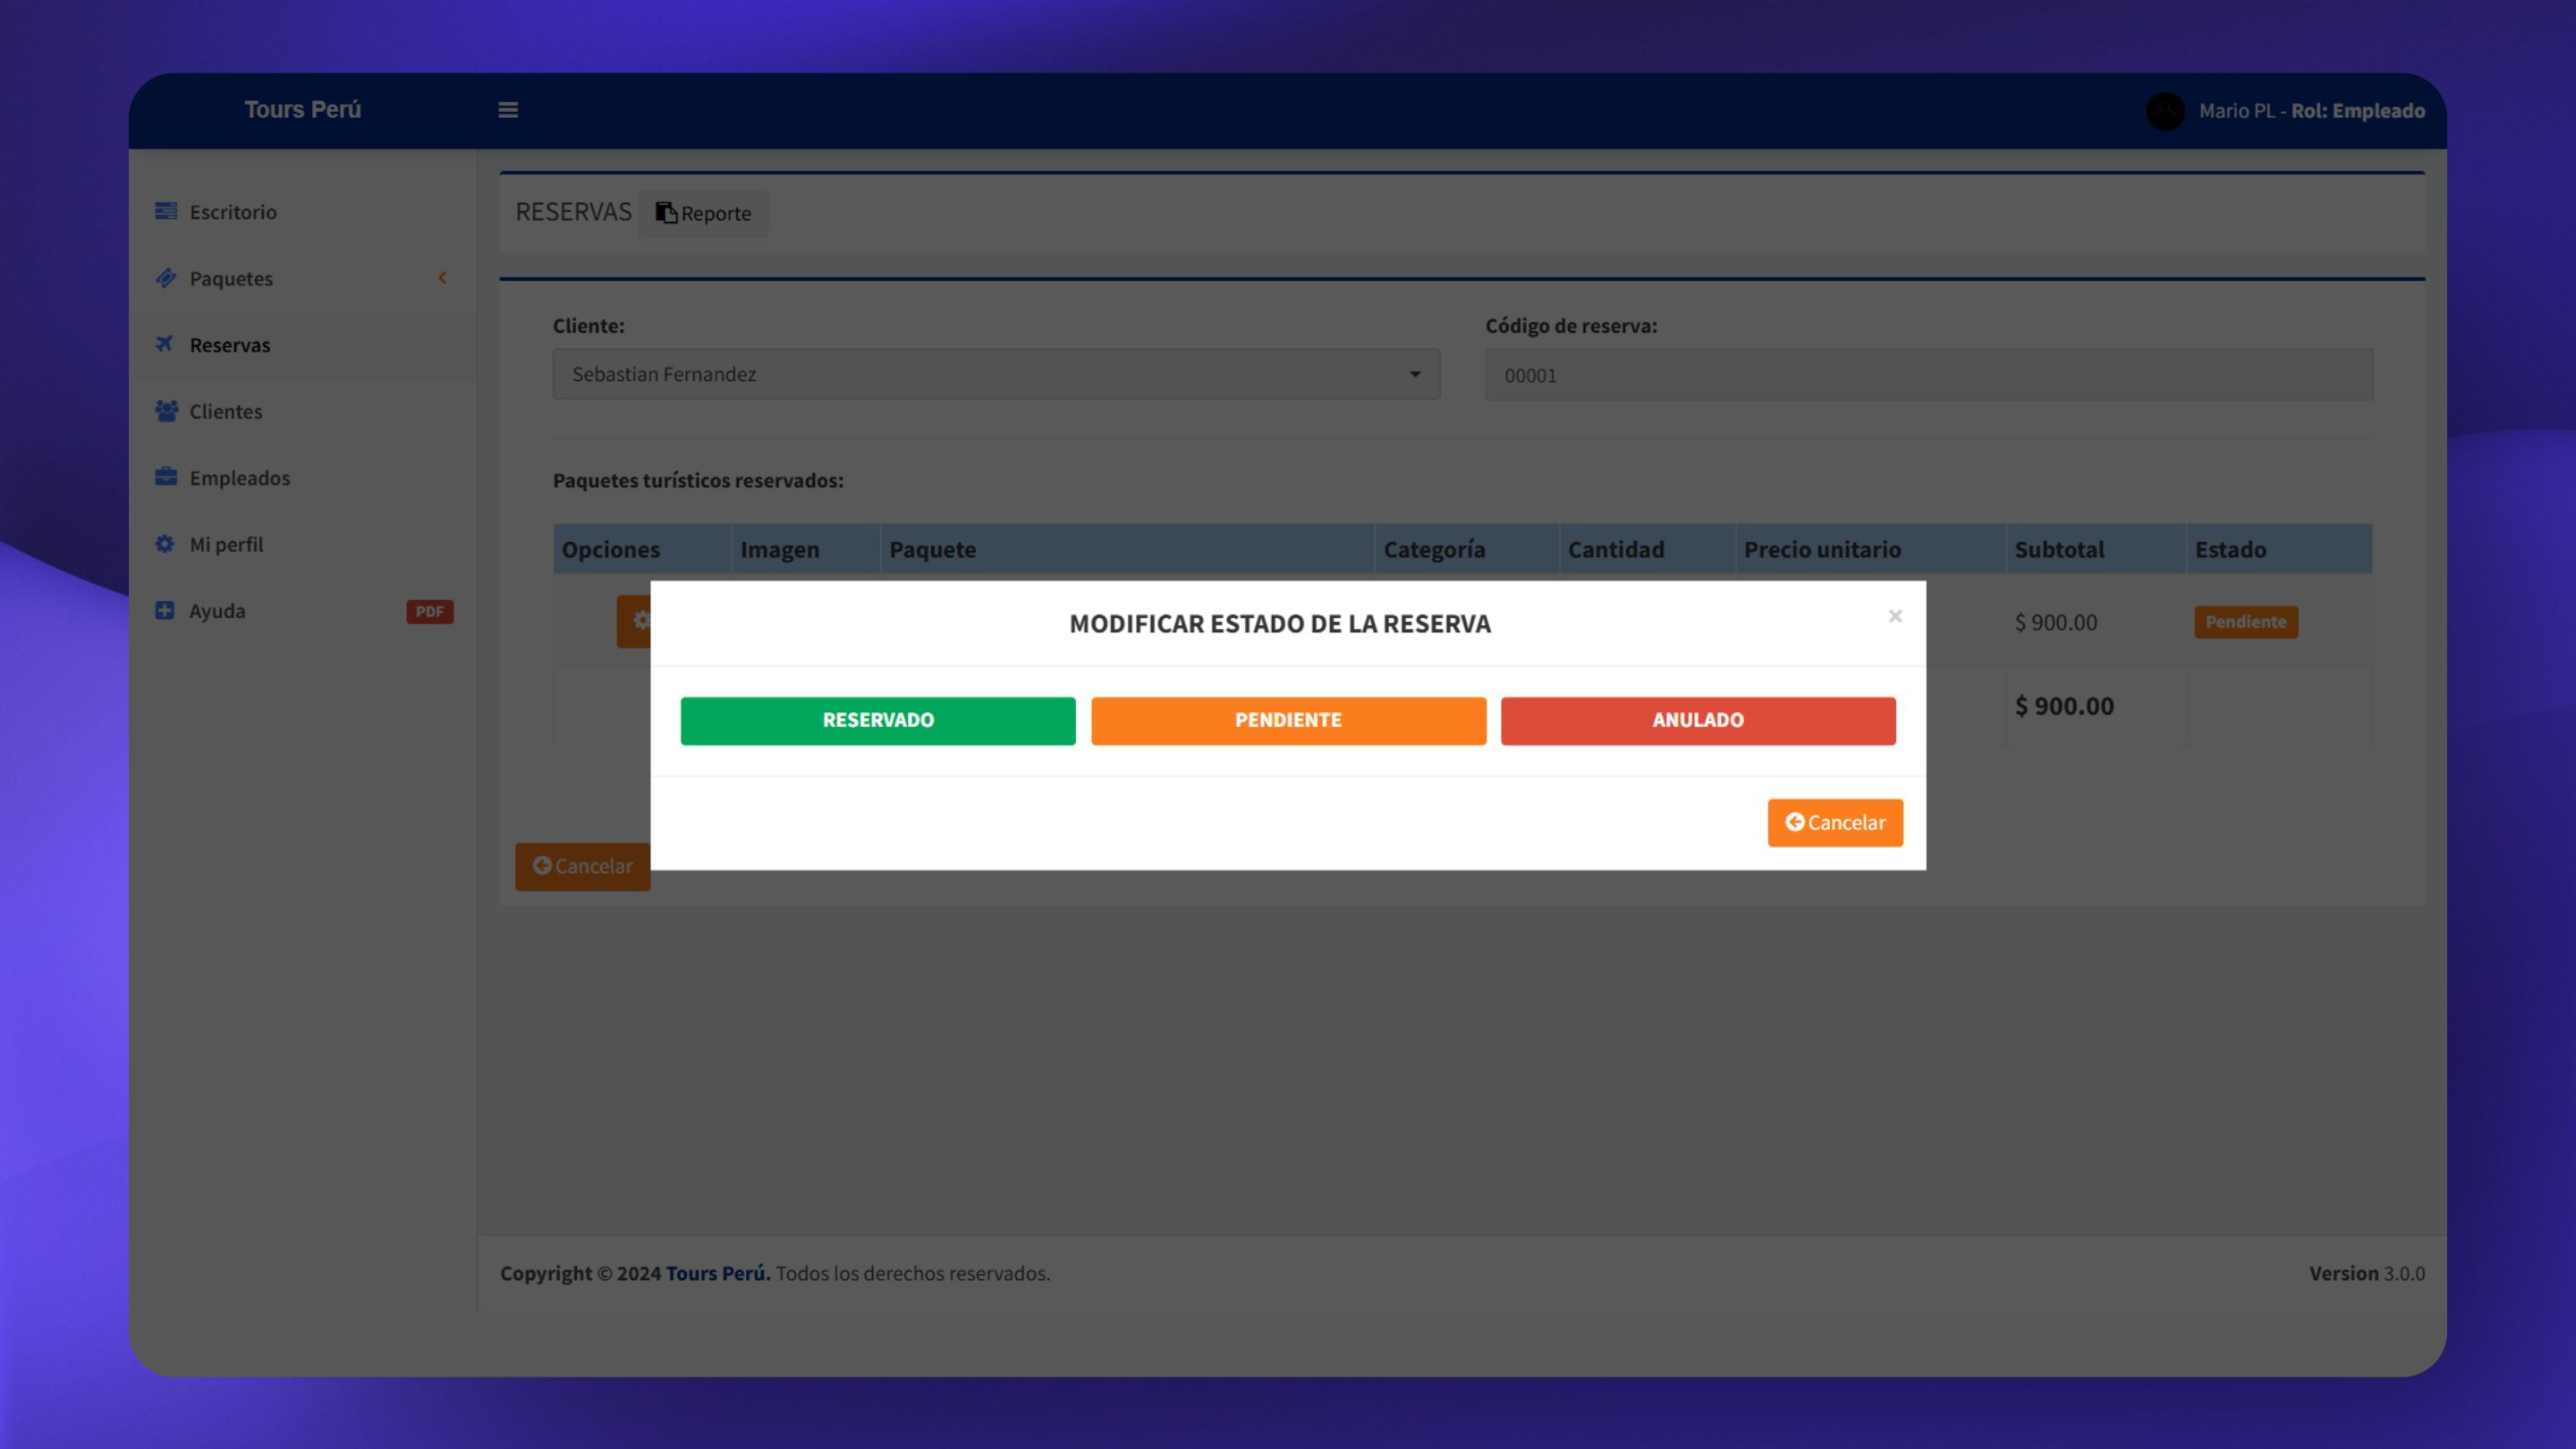 Tours Perú
Mario PL - Rol: Empleado
Escritorio
Paquetes
Reservas
Clientes
Empleados
Mi perfil
Ayuda PDF
RESERVAS Reporte
Cliente: Código de reserva:
Sebastian Fernandez 00001
Paquetes turísticos reservados:
Opciones Imagen Paquete Categoría Cantidad Precio unitario Subtotal Estado
$ 900.00 Pendiente
$ 900.00
MODIFICAR ESTADO DE LA RESERVA ×
RESERVADO PENDIENTE ANULADO
Cancelar
Cancelar
Copyright © 2024 Tours Perú. Todos los derechos reservados. Version 3.0.0